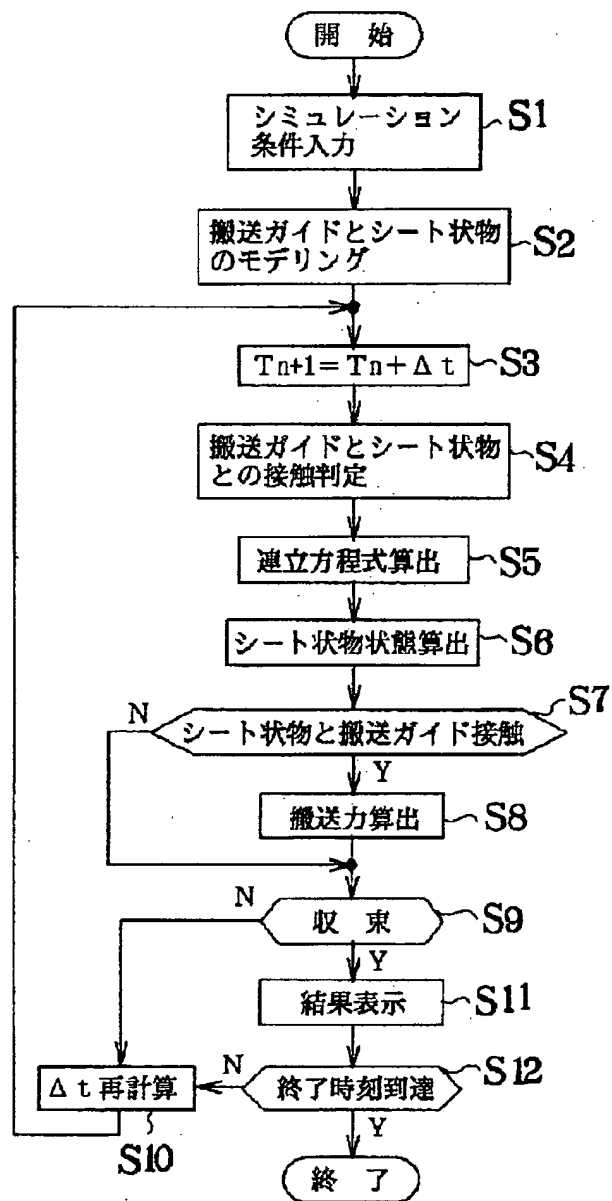 開 始
シミュレーション
条件入力
S1
搬送ガイドとシート状物
のモデリング
S2
Tn+1=Tn+Δt
S3
搬送ガイドとシート状物
との接触判定
S4
連立方程式算出
S5
シート状物状態算出
S6
シート状物と搬送ガイド接触
S7
N
Y
搬送力算出
S8
収 束
S9
N
Y
結果表示
S11
終了時刻到達
S12
N
Δt再計算
S10
Y
終 了